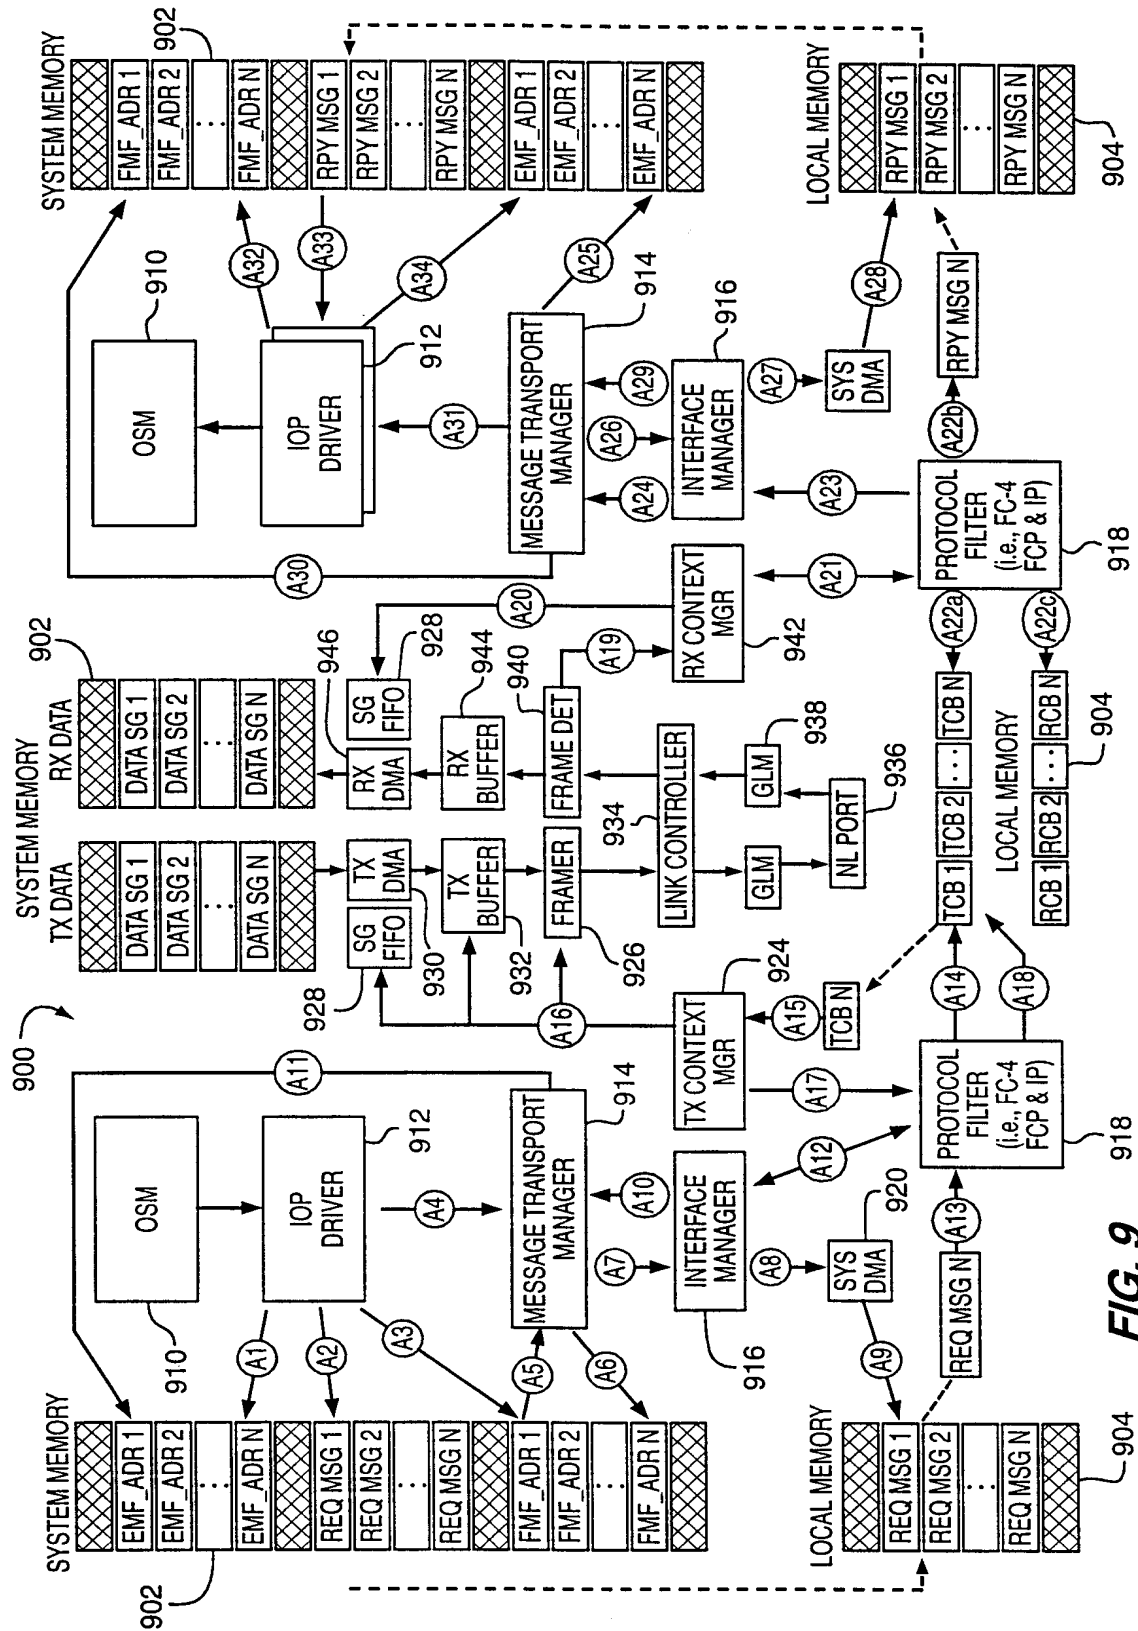 900
SYSTEM MEMORY
EMF_ADR 1
EMF_ADR 2
...
EMF_ADR N
REQ MSG 1
REQ MSG 2
...
REQ MSG N
FMF_ADR 1
FMF_ADR 2
...
FMF_ADR N
902
OSM
910
IOP
DRIVER
912
A1
A2
A3
A4
A5
A6
A11
MESSAGE TRANSPORT
MANAGER
914
A7
A10
INTERFACE
MANAGER
916
A8
A12
SYS
DMA
920
A9
LOCAL MEMORY
REQ MSG 1
REQ MSG 2
...
REQ MSG N
904
REQ MSG N
A13
PROTOCOL
FILTER
(i.e., FC-4
FCP & IP)
918
A14
A18
A17
TX CONTEXT
MGR
924
A15
TCB N
A16
SYSTEM MEMORY
TX DATA
DATA SG 1
DATA SG 2
...
DATA SG N
RX DATA
DATA SG 1
DATA SG 2
...
DATA SG N
902
SG
FIFO
928
TX
DMA
930
TX
BUFFER
932
FRAMER
926
RX
DMA
946
SG
FIFO
928
RX
BUFFER
944
FRAME DET
940
LINK CONTROLLER
934
GLM
GLM
938
NL PORT
936
TCB 1
TCB 2
...
TCB N
LOCAL MEMORY
RCB 1
RCB 2
...
RCB N
904
A19
A20
RX CONTEXT
MGR
942
A21
A22a
A22c
A22b
PROTOCOL
FILTER
(i.e., FC-4
FCP & IP)
918
A23
RPY MSG N
SYSTEM MEMORY
FMF_ADR 1
FMF_ADR 2
...
FMF_ADR N
RPY MSG 1
RPY MSG 2
...
RPY MSG N
EMF_ADR 1
EMF_ADR 2
...
EMF_ADR N
902
OSM
910
IOP
DRIVER
912
A30
A31
A32
A33
A34
A25
MESSAGE TRANSPORT
MANAGER
914
A24
A26
A29
INTERFACE
MANAGER
916
A27
SYS
DMA
A28
LOCAL MEMORY
RPY MSG 1
RPY MSG 2
...
RPY MSG N
904
FIG. 9